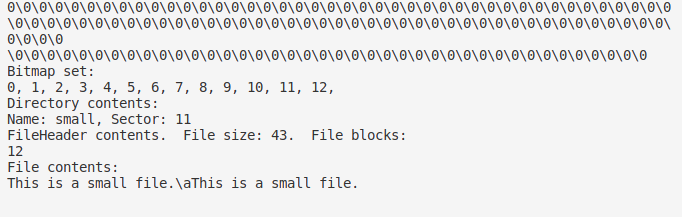 0\0\0\0\0\0\0\0\0\0\0\0\0\0\0\0\0\0\0\0\0\0\0\0\0\0\0\0\0\0\0\0\0\0\0\0\0\0\0\0\0\0
\0\0\0\0\0\0\0\0\0\0\0\0\0\0\0\0\0\0\0\0\0\0\0\0\0\0\0\0\0\0\0\0\0\0\0\0\0\0\0\0\0\
0\0\0\0
\0\0\0\0\0\0\0\0\0\0\0\0\0\0\0\0\0\0\0\0\0\0\0\0\0\0\0\0\0\0\0\0\0\0\0\0\0\0\0\0
Bitmap set:
0, 1, 2, 3, 4, 5, 6, 7, 8, 9, 10, 11, 12,
Directory contents:
Name: small, Sector: 11
FileHeader contents.  File size: 43.  File blocks:
12
File contents:
This is a small file.\aThis is a small file.